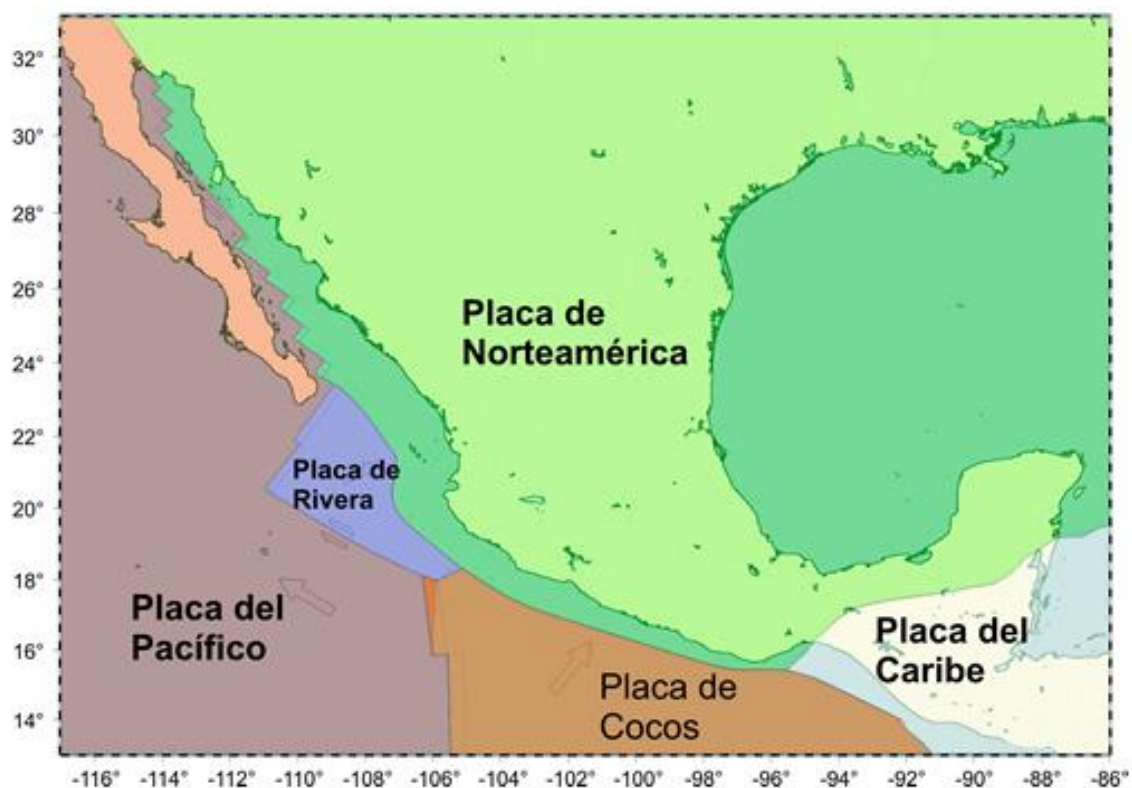 32°
30°
28°
26°
24°
22°
20°
18°
16°
14°
Placa de
Norteamérica
Placa de
Rivera
Placa del
Pacífico
Placa del
Caribe
Placa de
Cocos
-116° -114° -112° -110° -108° -106° -104° -102° -100° -98° -96° -94° -92° -90° -88° -86°